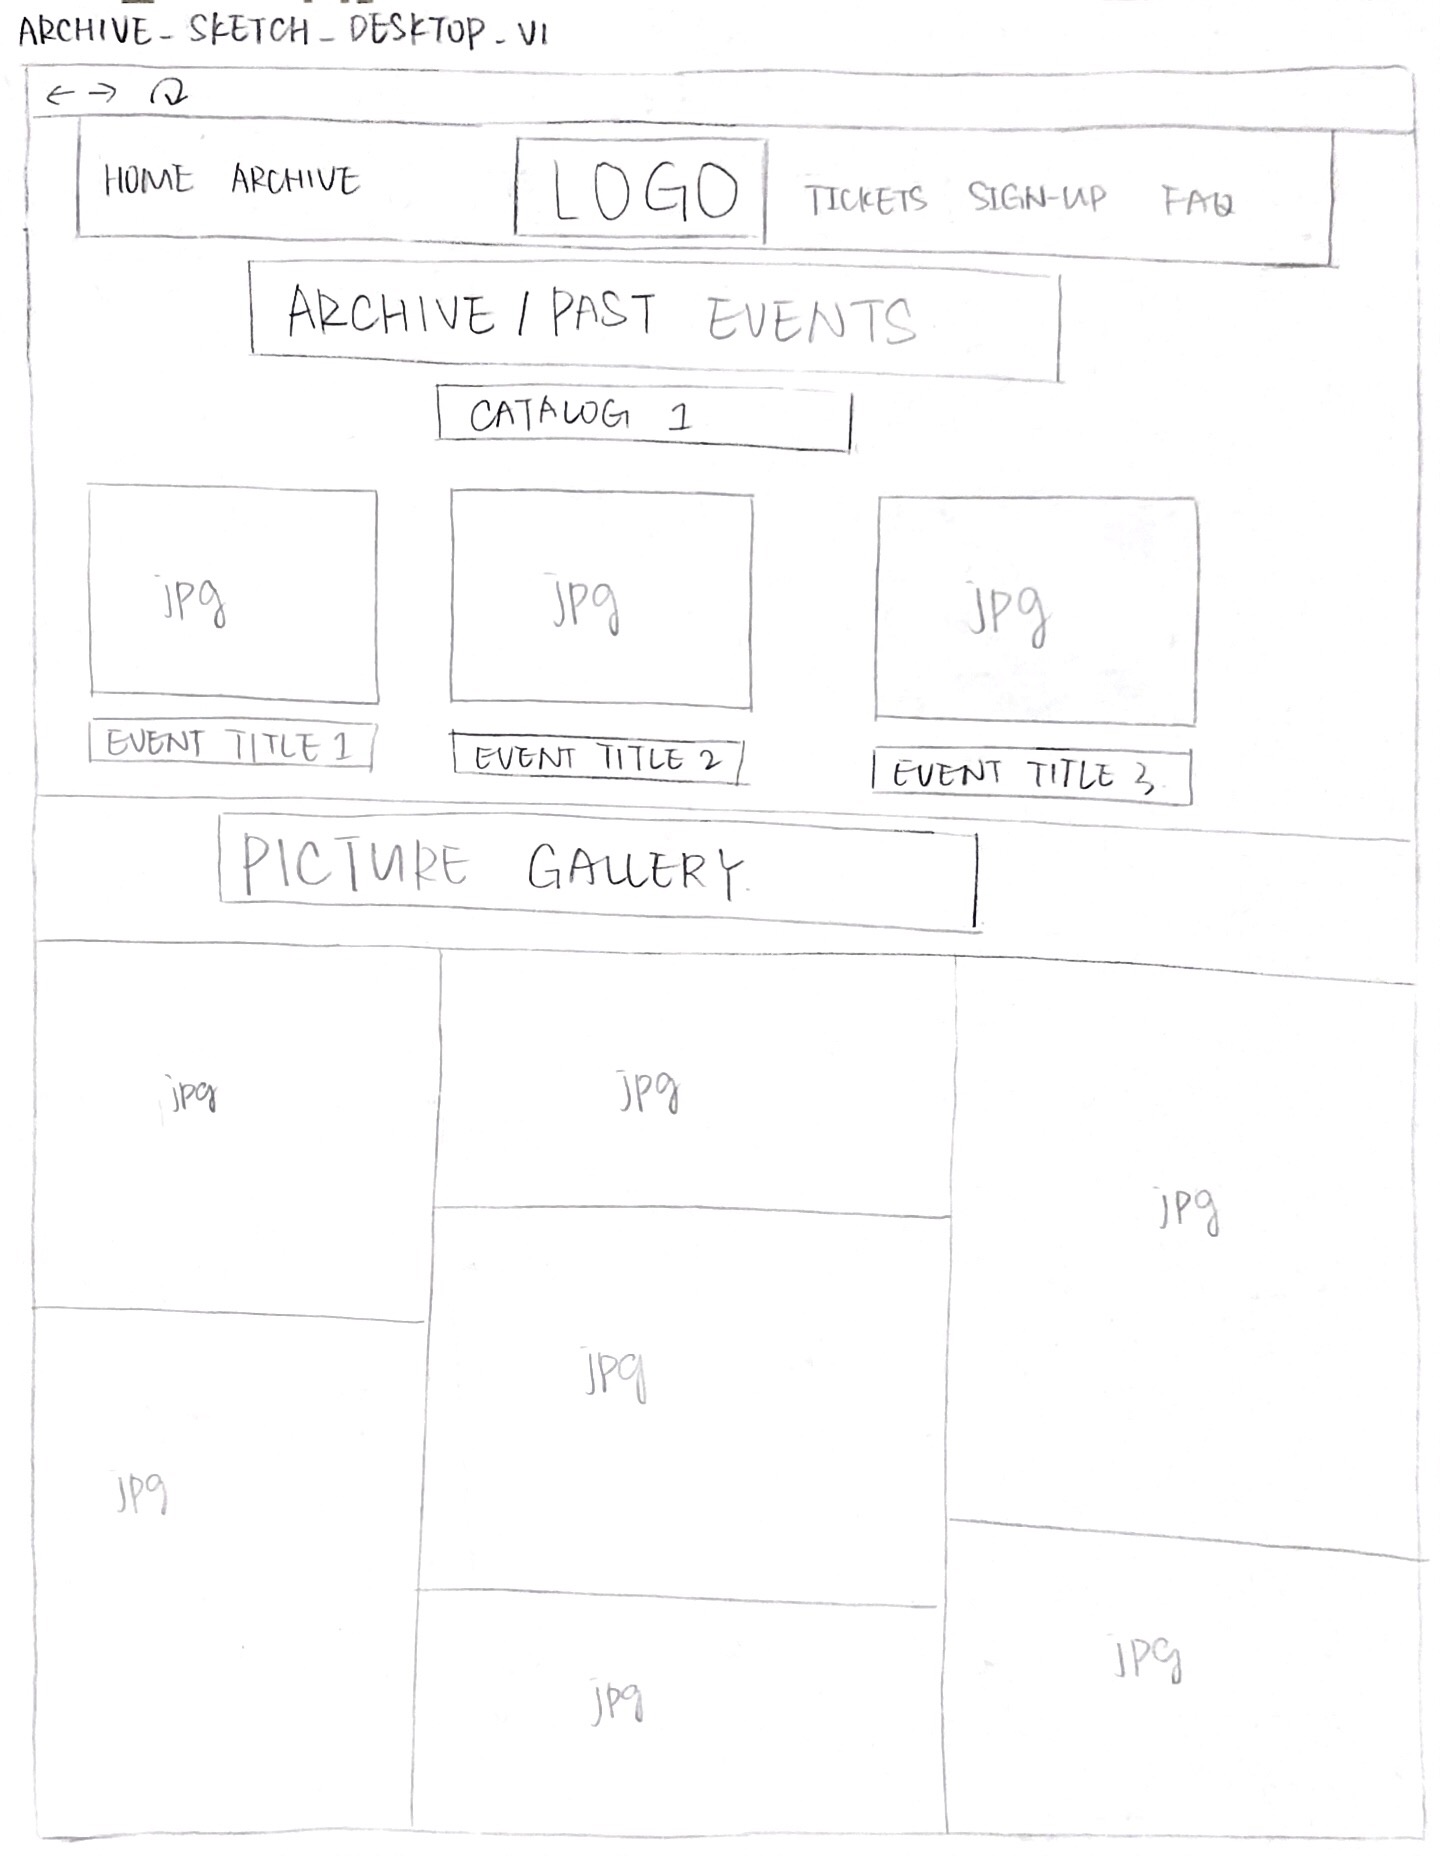 ARCHIVE_SKETCH_DESKTOP_V1
HOME ARCHIVE LOGO TICKETS SIGN-UP FAQ
ARCHIVE / PAST EVENTS
CATALOG 1
jpg jpg jpg
EVENT TITLE 1 EVENT TITLE 2 EVENT TITLE 3
PICTURE GALLERY
jpg jpg
jpg
jpg
jpg
jpg
jpg